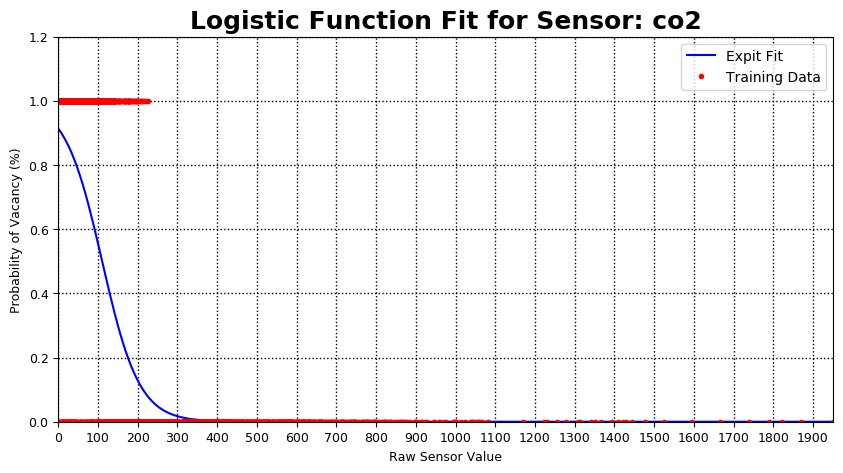 Logistic Function Fit for Sensor: co2
Expit Fit
Training Data
Probability of Vacancy (%)
1.2
1.0
0.8
0.6
0.4
0.2
0.0
0 100 200 300 400 500 600 700 800 900 1000 1100 1200 1300 1400 1500 1600 1700 1800 1900
Raw Sensor Value